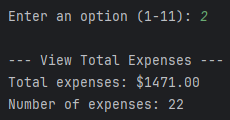 Enter an option (1-11): 2
--- View Total Expenses ---
Total expenses: $1471.00
Number of expenses: 22